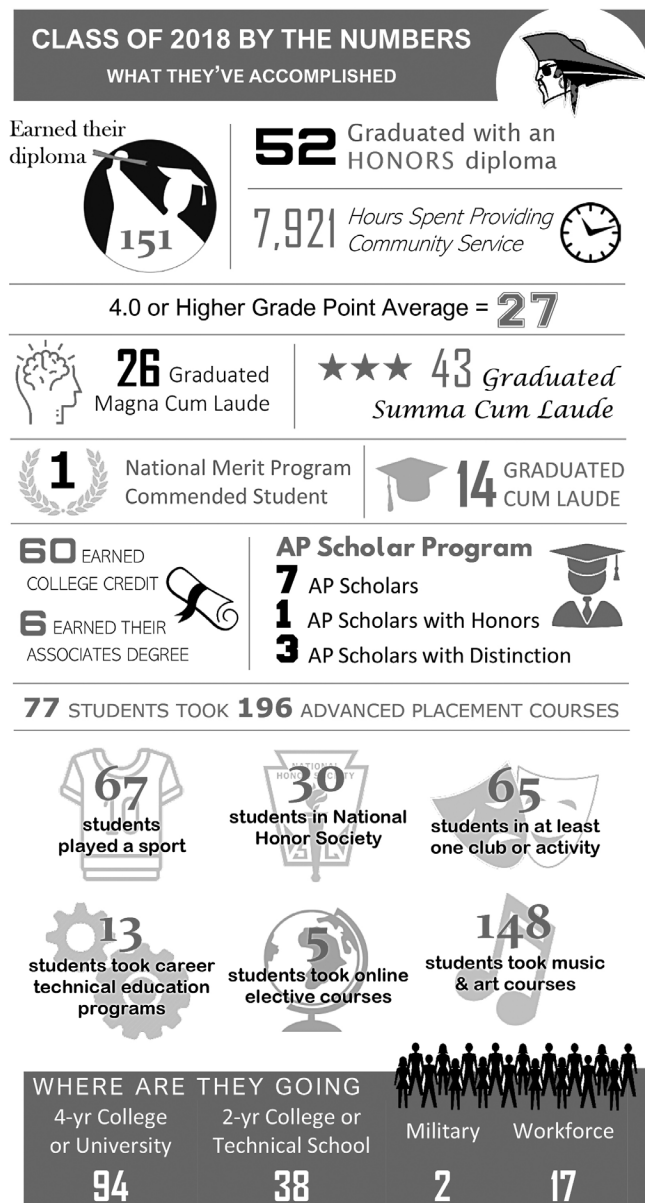 CLASS OF 2018 BY THE NUMBERS
WHAT THEY'VE ACCOMPLISHED
Earned their
diploma
151
52 Graduated with an
HONORS diploma
7,921 Hours Spent Providing
Community Service
4.0 or Higher Grade Point Average = 27
26 Graduated
Magna Cum Laude
43 Graduated
Summa Cum Laude
1 National Merit Program
Commended Student
14 GRADUATED
CUM LAUDE
60 EARNED
COLLEGE CREDIT
6 EARNED THEIR
ASSOCIATES DEGREE
AP Scholar Program
7 AP Scholars
1 AP Scholars with Honors
3 AP Scholars with Distinction
77 STUDENTS TOOK 196 ADVANCED PLACEMENT COURSES
10
67
students
played a sport
NATIONAL
HONOR SOCIETY
30
students in National
Honor Society
65
students in at least
one club or activity
13
students took career
technical education
programs
5
students took online
elective courses
148
students took music
& art courses
WHERE ARE THEY GOING
4-yr College
or University
94
2-yr College or
Technical School
38
Military
2
Workforce
17